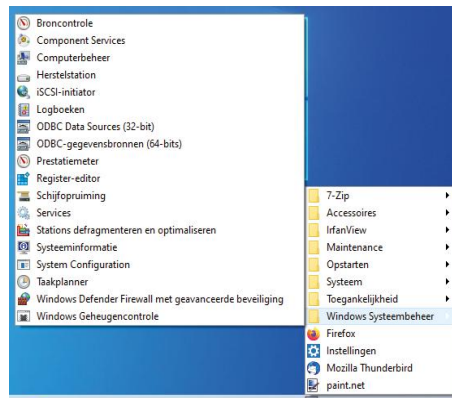 Broncontrole
Component Services
Computerbeheer
Herstelstation
iSCSI-initiator
Logboeken
ODBC Data Sources (32-bit)
ODBC-gegevensbronnen (64-bits)
Prestatiemeter
Register-editor
Schijfopruiming
Services
Stations defragmenteren en optimaliseren
Systeeminformatie
System Configuration
Taakplanner
Windows Defender Firewall met geavanceerde beveiliging
Windows Geheugencontrole
7-Zip
Accessoires
IrfanView
Maintenance
Opstarten
Systeem
Toegankelijkheid
Windows Systeembeheer
Firefox
Instellingen
Mozilla Thunderbird
paint.net